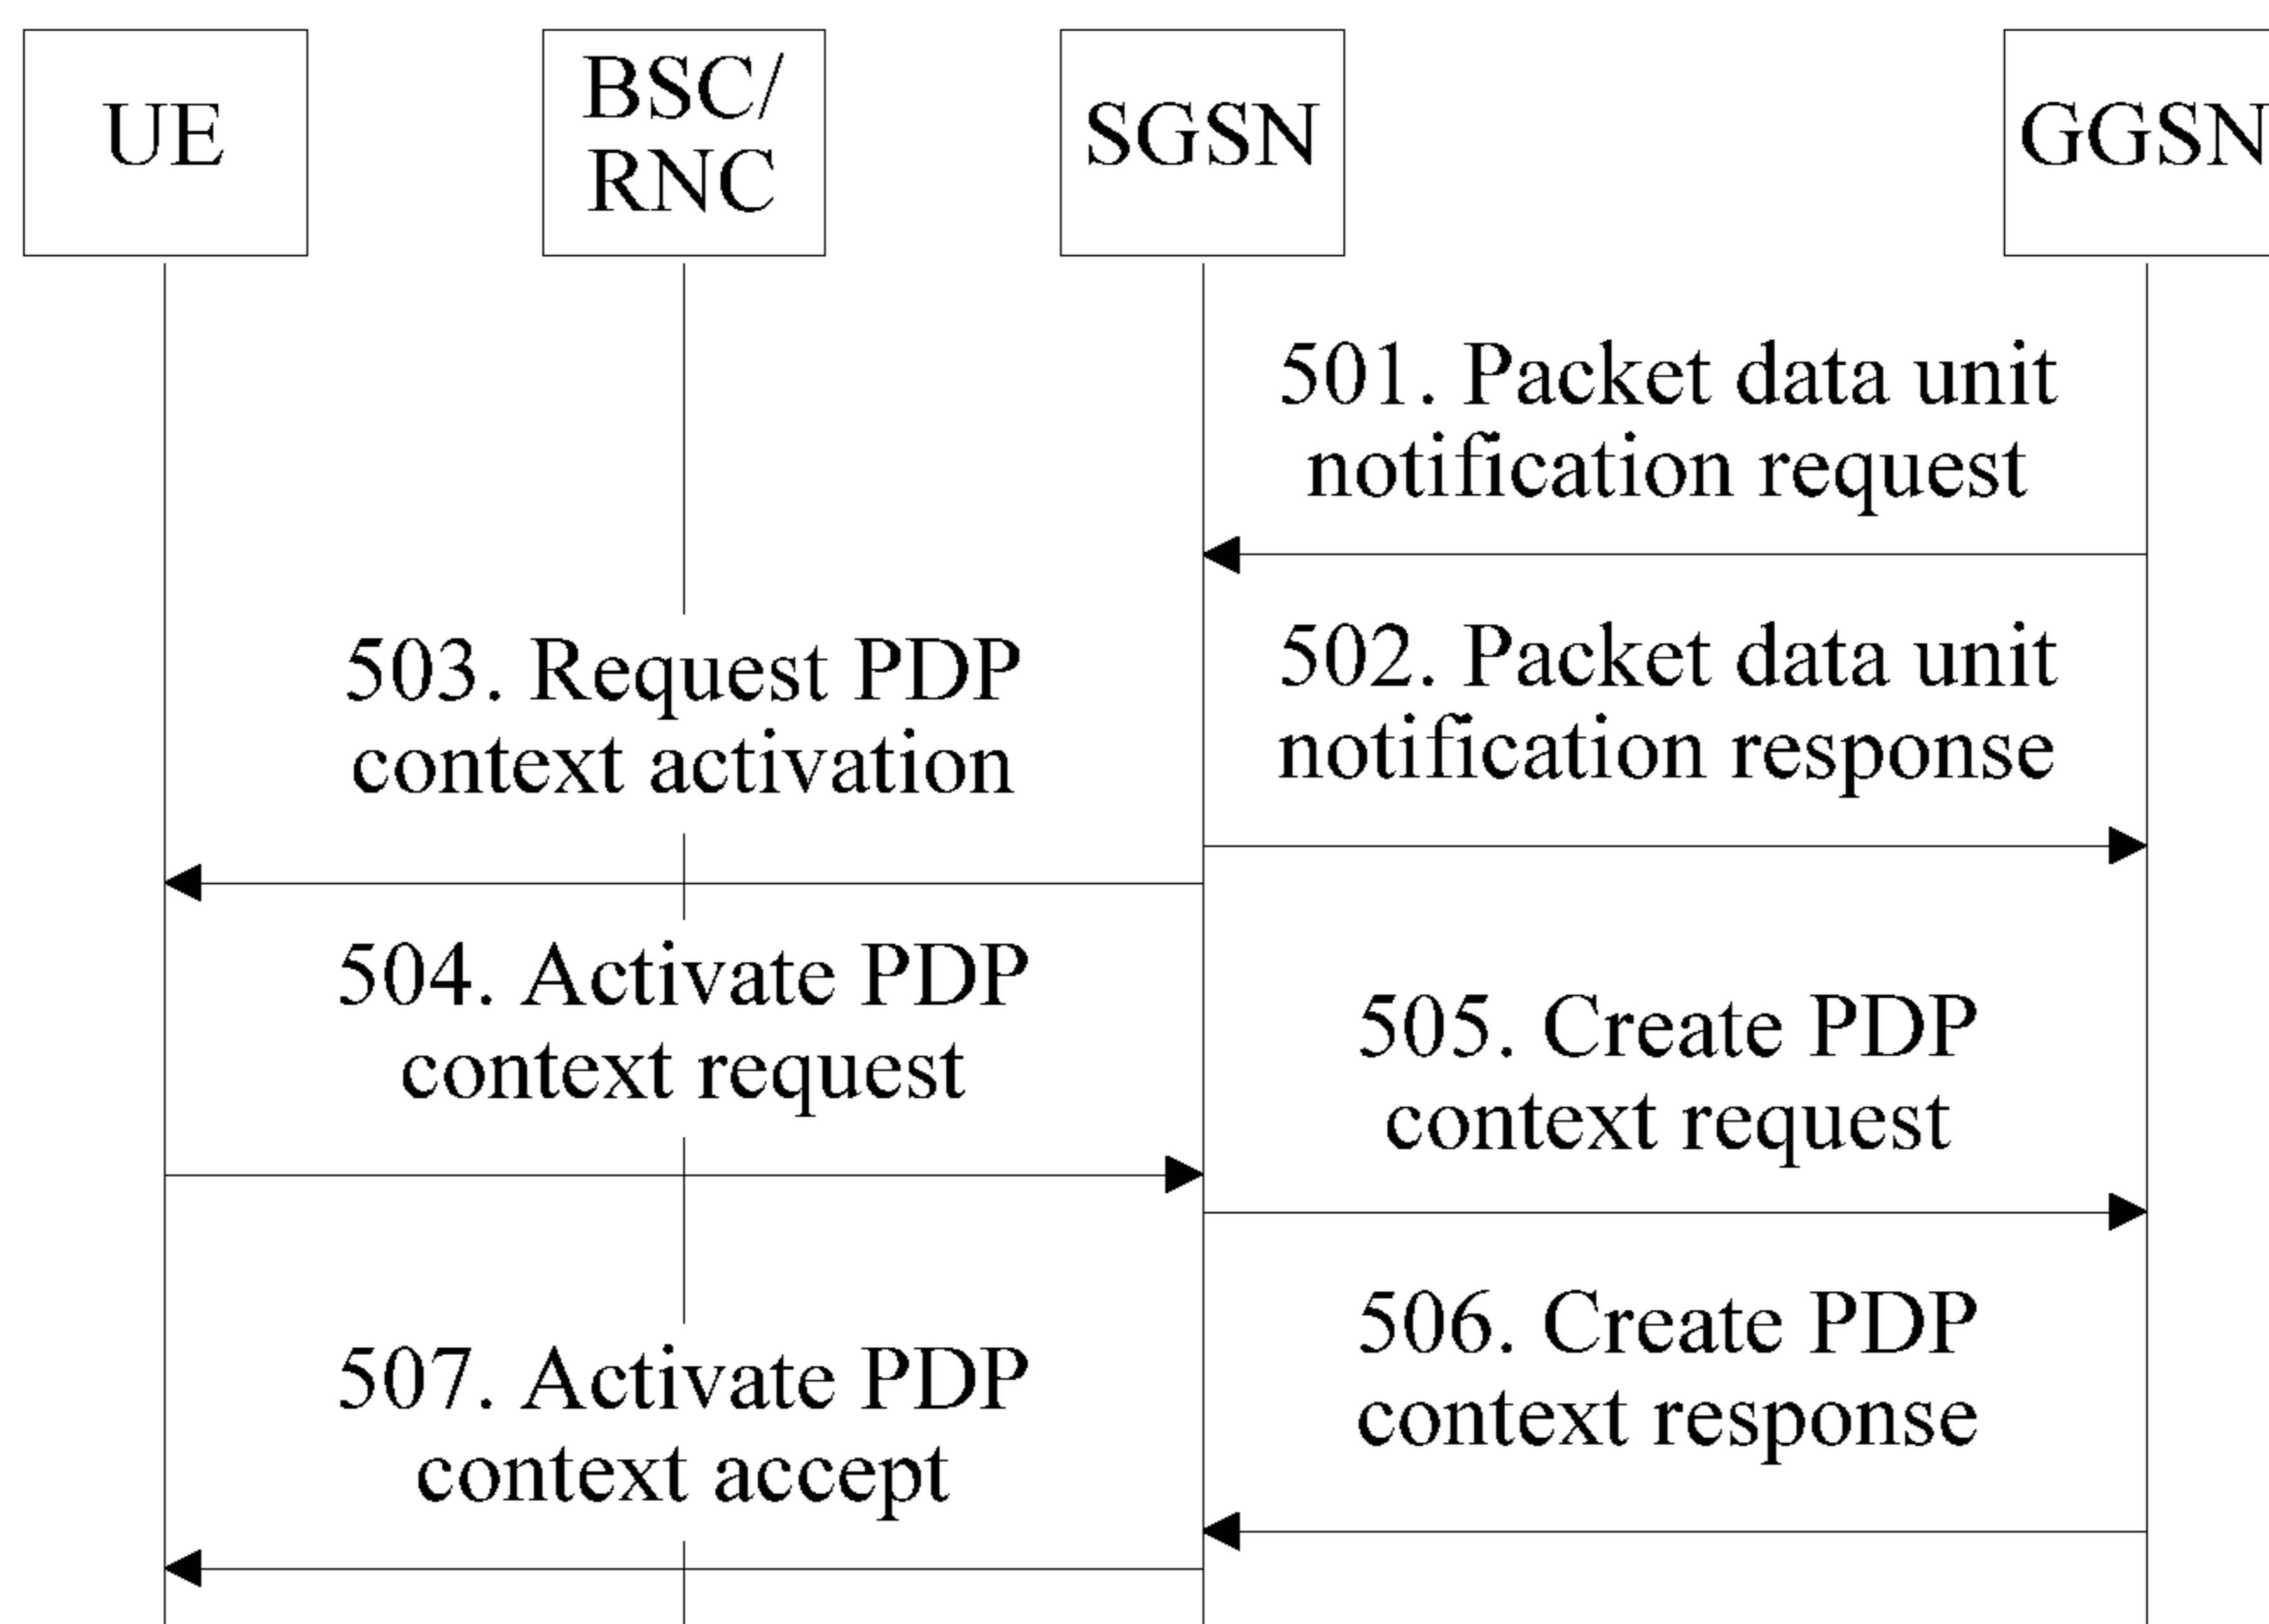 UE
BSC/
RNC
SGSN
GGSN
501. Packet data unit
notification request
503. Request PDP
context activation
502. Packet data unit
notification response
504. Activate PDP
context request
505. Create PDP
context request
506. Create PDP
context response
507. Activate PDP
context accept